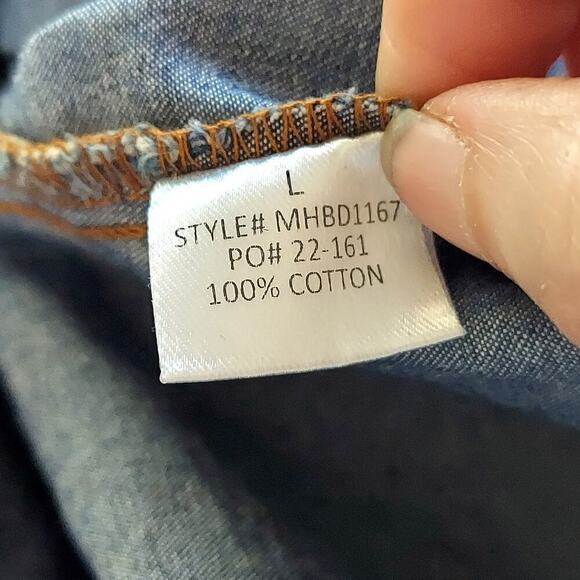 L
STYLE# MHBD1167
PO# 22-161
100% COTTON